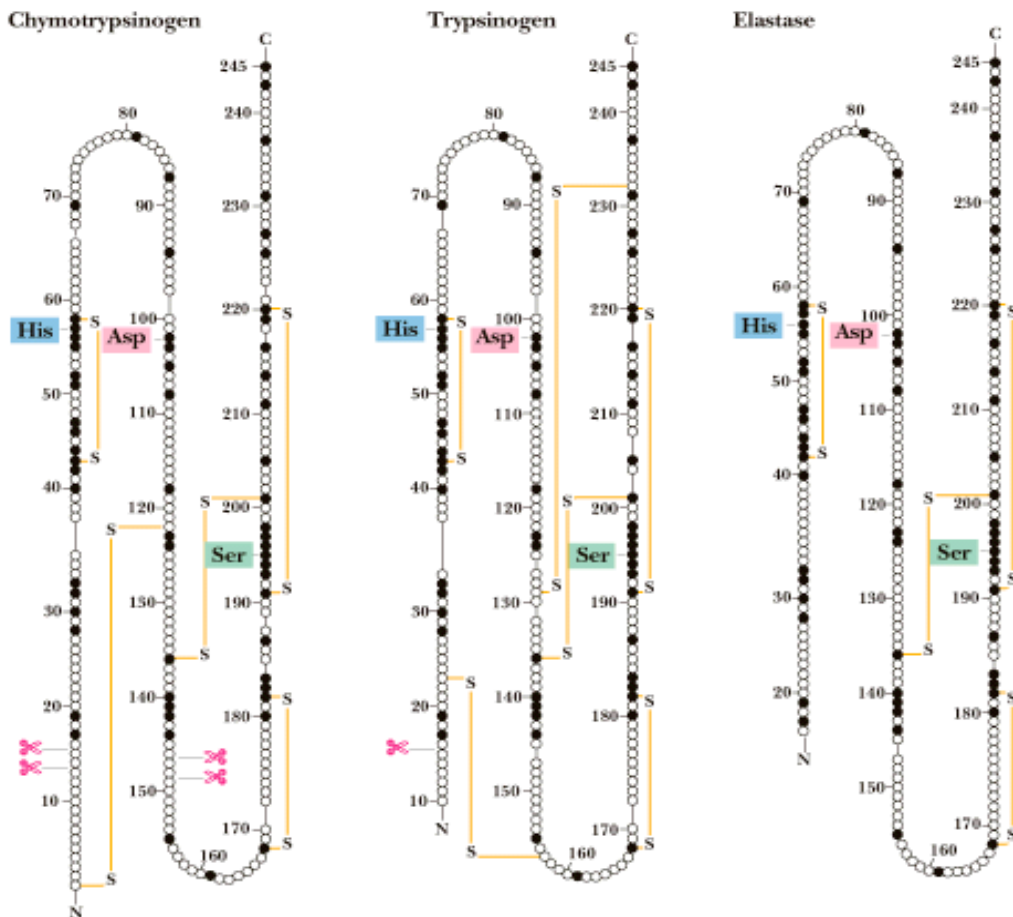 Chymotrypsinogen
C
245
80
240
70
90
230
60
220
S
S
100
His
Asp
50
110
210
S
40
120
S
200
S
Ser
S
30
130
S
20
140
S
180
10
150
170
S
160
S
N
Trypsinogen
C
245
80
240
70
S
90
230
60
220
S
S
100
His
Asp
50
110
210
S
40
120
S
200
Ser
S
S
30
130
190
S
S
20
140
180
S
10
150
N
170
S
S
160
190
Elastase
C
245
80
240
70
90
230
60
220
S
S
100
His
Asp
50
110
210
S
40
120
S
200
Ser
S
30
130
190
S
20
140
S
180
N
150
170
S
160